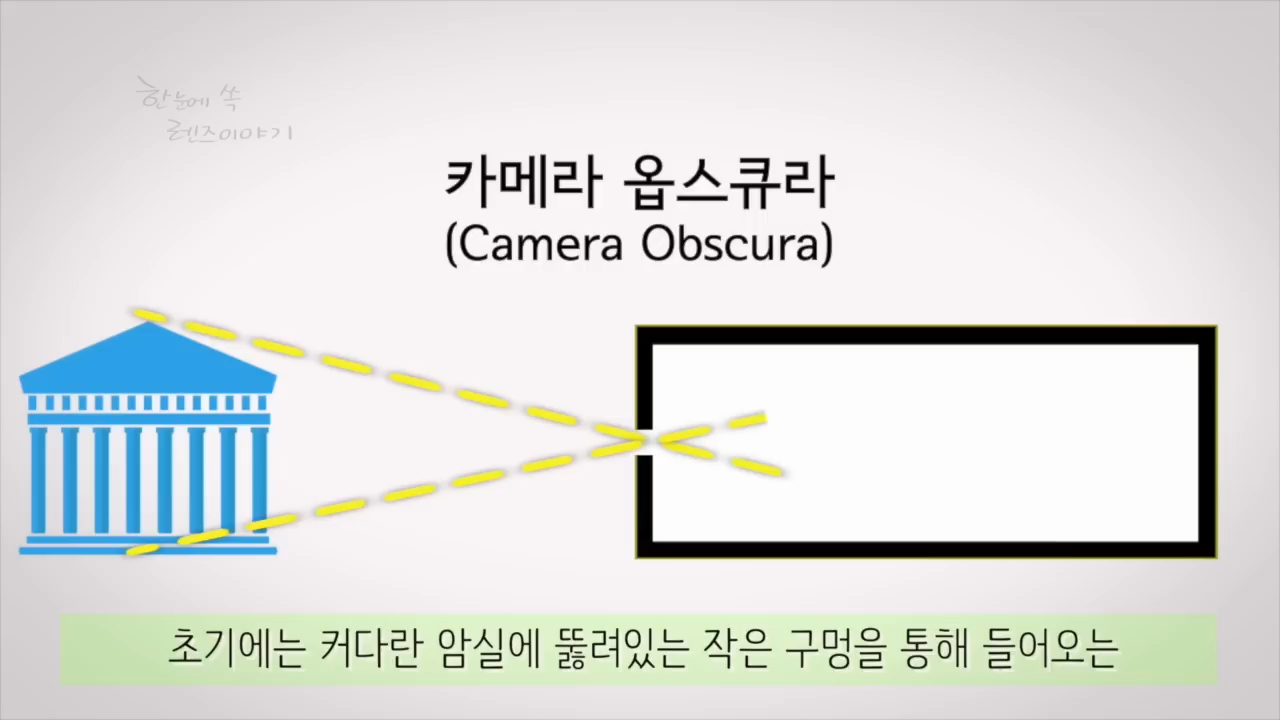 한눈에 쏙
렌즈이야기
카메라 옵스큐라
(Camera Obscura)
초기에는 커다란 암실에 뚫려있는 작은 구멍을 통해 들어오는